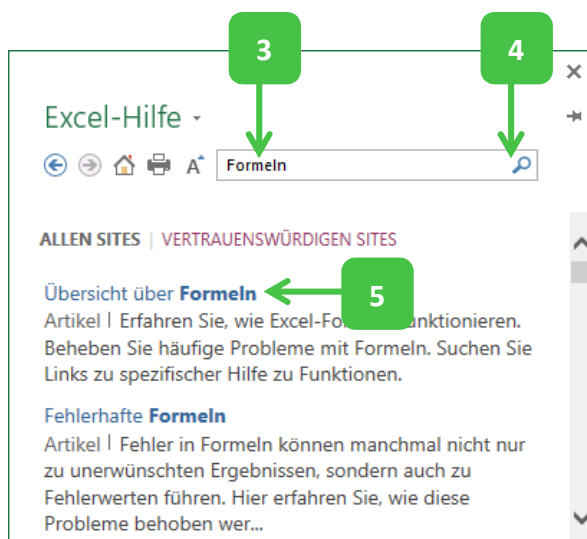 3
4
Excel-Hilfe
Formeln
ALLEN SITES | VERTRAUENSWÜRDIGEN SITES
Übersicht über Formeln
5
Artikel | Erfahren Sie, wie Excel-Fo nktionieren.
Beheben Sie häufige Probleme mit Formeln. Suchen Sie
Links zu spezifischer Hilfe zu Funktionen.
Fehlerhafte Formeln
Artikel | Fehler in Formeln können manchmal nicht nur
zu unerwünschten Ergebnissen, sondern auch zu
Fehlerwerten führen. Hier erfahren Sie, wie diese
Probleme behoben wer...